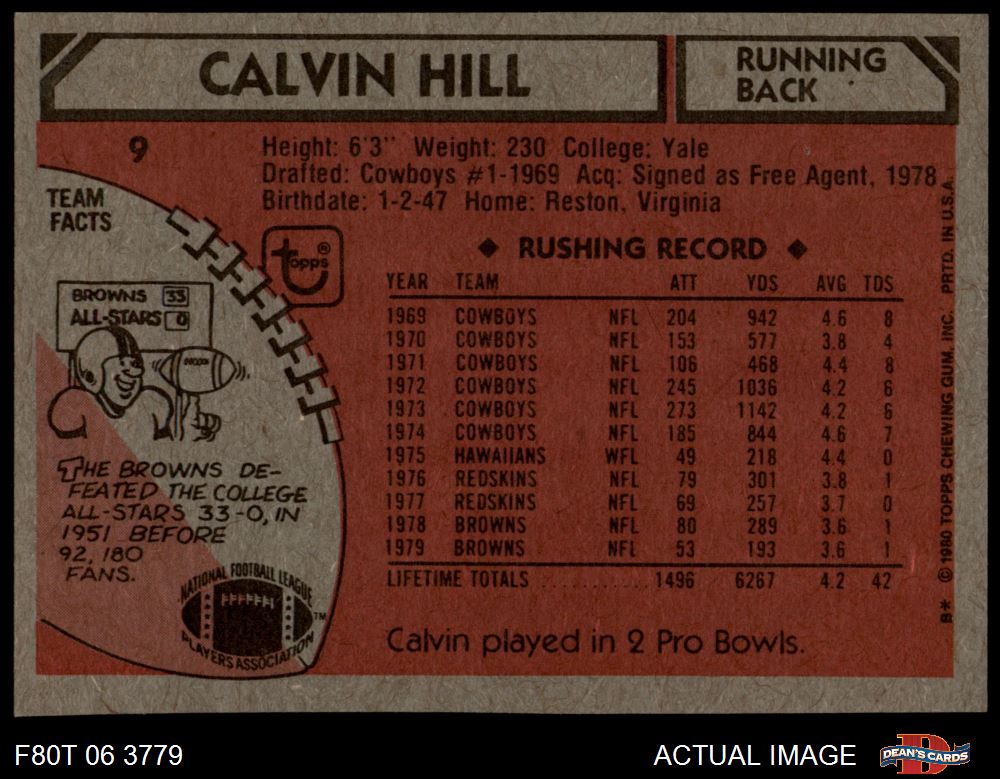 CALVIN HILL
RUNNING
BACK
9
Height: 6'3" Weight: 230 College: Yale
Drafted: Cowboys #1-1969 Acq: Signed as Free Agent, 1978
Birthdate: 1-2-47 Home: Reston, Virginia
TEAM
FACTS
topps®
BROWNS 33
ALL-STARS 0
THE BROWNS DE-
FEATED THE COLLEGE
ALL-STARS 33-0, IN
1951 BEFORE
92,180
FANS.
NATIONAL FOOTBALL LEAGUE
PLAYERS ASSOCIATION
TM
◆ RUSHING RECORD ◆
YEAR TEAM ATT YDS AVG TDS
1969 COWBOYS NFL 204 942 4.6 8
1970 COWBOYS NFL 153 577 3.8 4
1971 COWBOYS NFL 106 468 4.4 8
1972 COWBOYS NFL 245 1036 4.2 6
1973 COWBOYS NFL 273 1142 4.2 6
1974 COWBOYS NFL 185 844 4.6 7
1975 HAWAIIANS WFL 49 218 4.4 0
1976 REDSKINS NFL 79 301 3.8 1
1977 REDSKINS NFL 69 257 3.7 0
1978 BROWNS NFL 80 289 3.6 1
1979 BROWNS NFL 53 193 3.6 1
LIFETIME TOTALS .......... 1496 6267 4.2 42
Calvin played in 2 Pro Bowls.
B* © 1980 TOPPS CHEWING GUM, INC. PRTD. IN U.S.A.
F80T 06 3779
ACTUAL IMAGE
DEAN'S CARDS